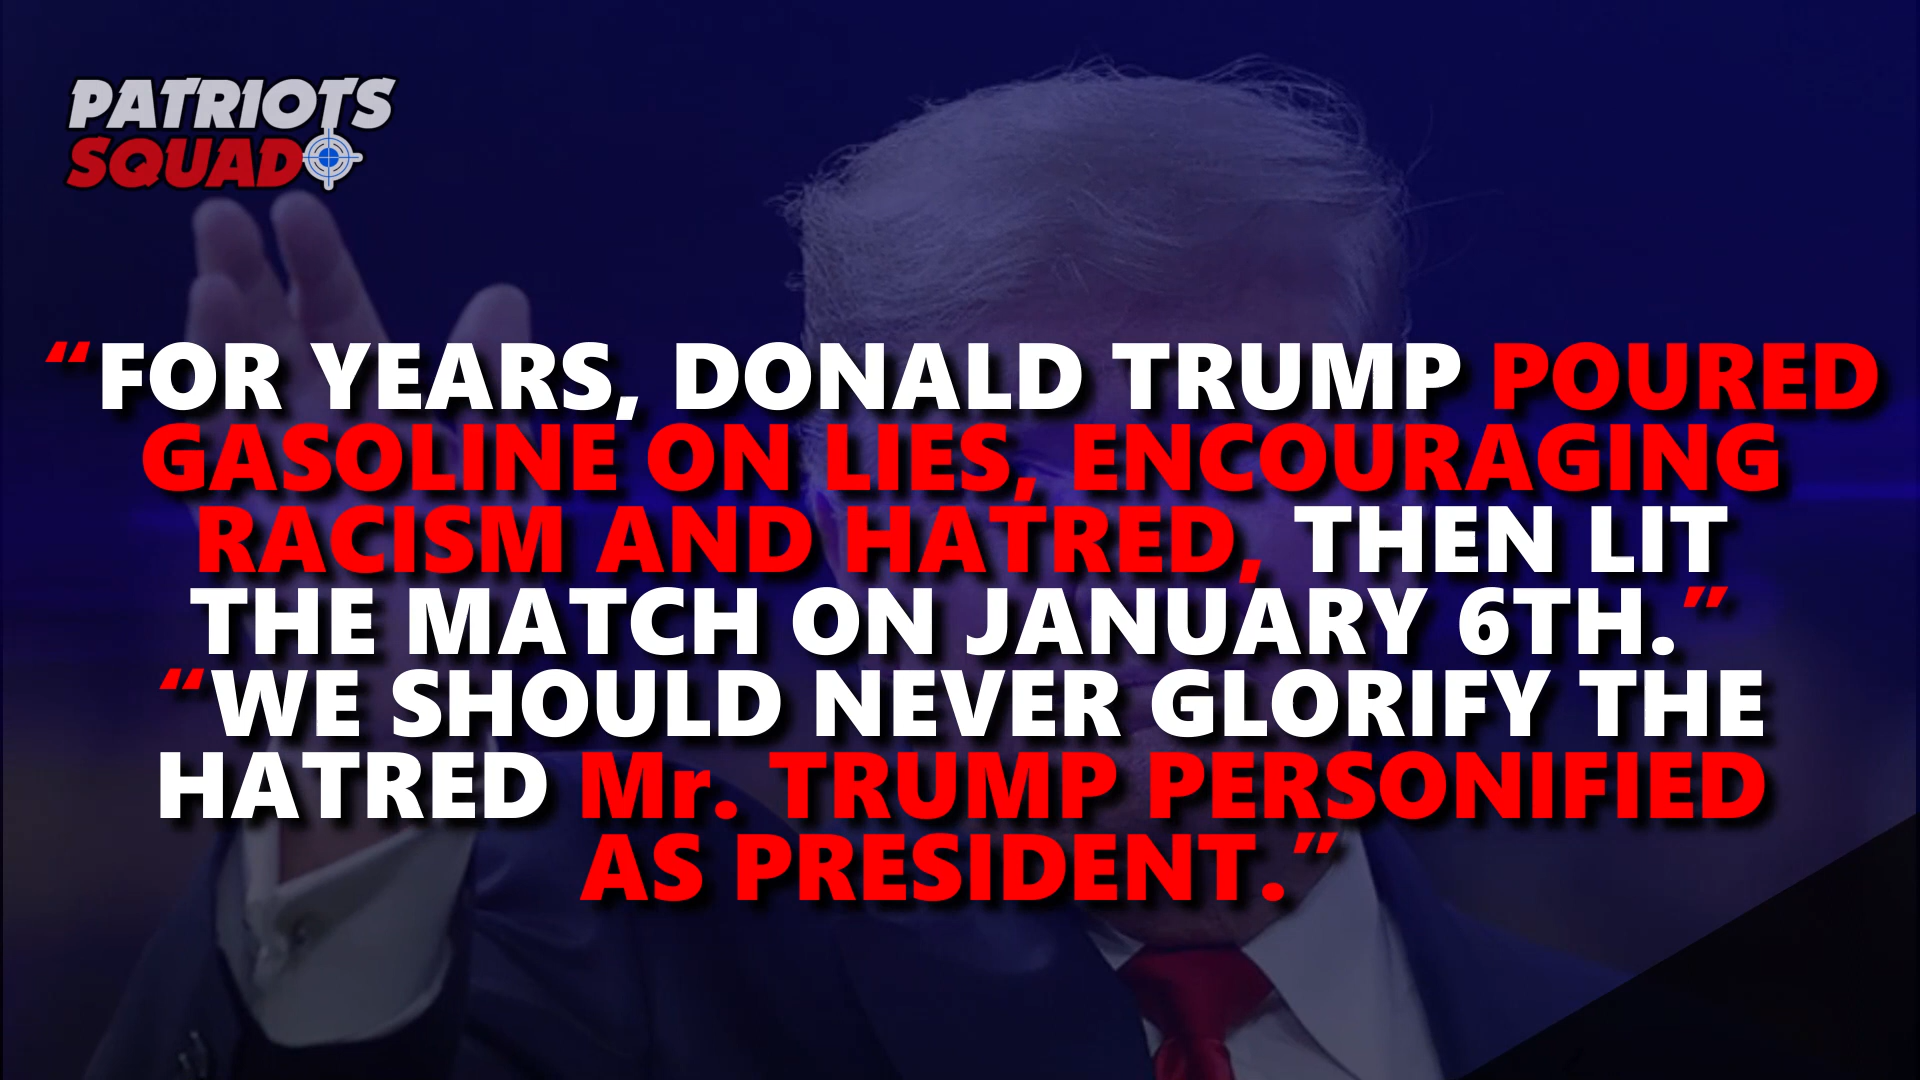 PATRIOTS
SQUAD
“FOR YEARS, DONALD TRUMP POURED
GASOLINE ON LIES, ENCOURAGING
RACISM AND HATRED, THEN LIT
THE MATCH ON JANUARY 6TH.”
“WE SHOULD NEVER GLORIFY THE
HATRED Mr. TRUMP PERSONIFIED
AS PRESIDENT.”